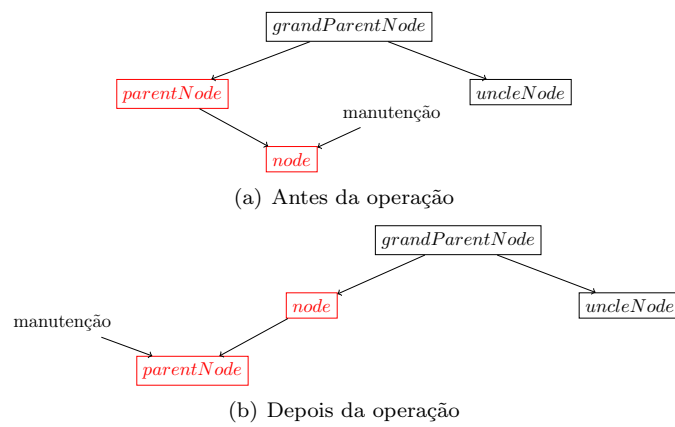 grandParentNode
parentNode
uncleNode
manutenção
node
(a) Antes da operação
grandParentNode
node
uncleNode
manutenção
parentNode
(b) Depois da operação